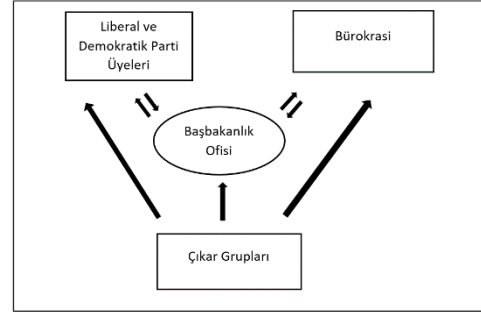 Liberal ve
Demokratik Parti
Üyeleri
Bürokrasi
Başbakanlık
Ofisi
Çıkar Grupları